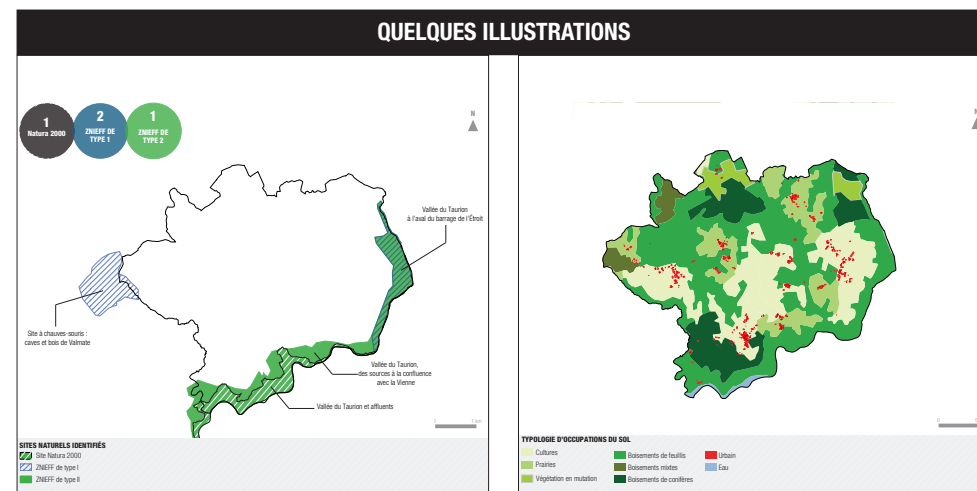 QUELQUES ILLUSTRATIONS
1
Natura 2000
2
ZNIEFF DE
TYPE 1
1
ZNIEFF DE
TYPE 2
N
Vallée du Taurion
à l'aval du barrage de l'Étroit
Site à chauves-souris :
caves et bois de Valmate
Vallée du Taurion,
des sources à la confluence
avec la Vienne
Vallée du Taurion et affluents
SITES NATURELS IDENTIFIÉS
Site Natura 2000
ZNIEFF de type I
ZNIEFF de type II
N
TYPOLOGIE D'OCCUPATIONS DU SOL
Cultures
Prairies
Végétation en mutation
Boisements de feuillis
Boisements mixtes
Boisements de conifères
Urbain
Eau